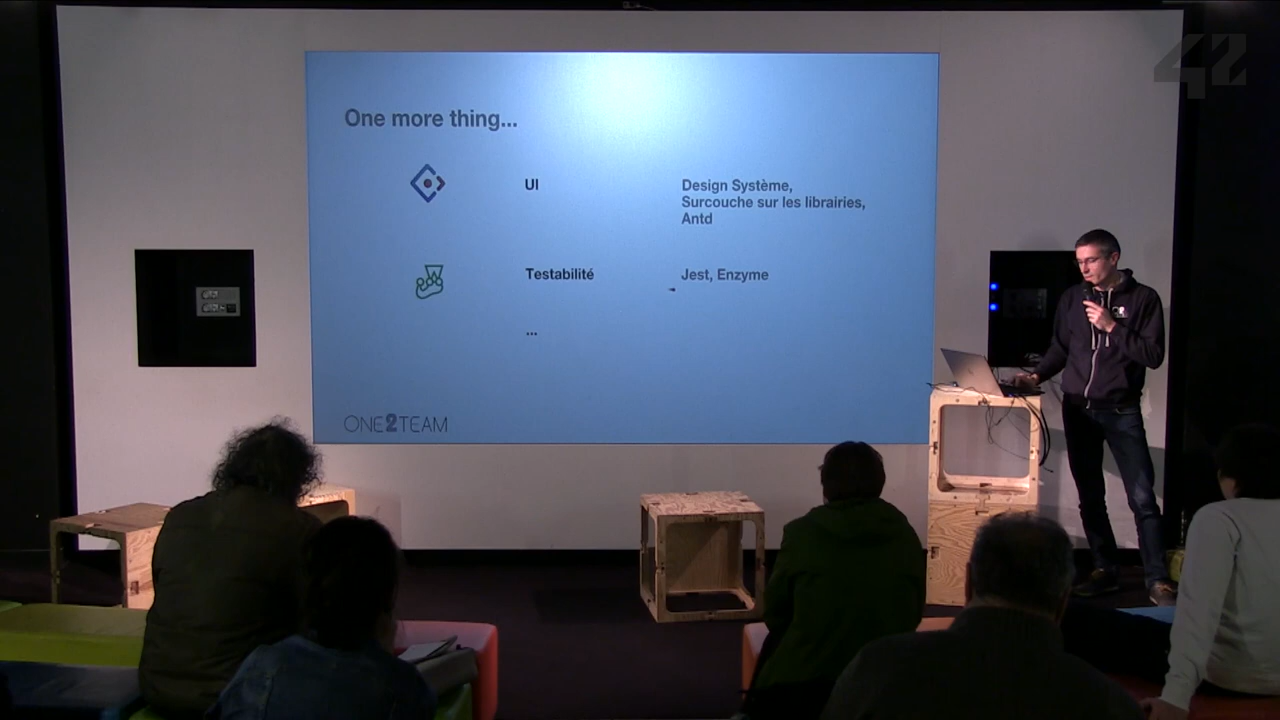 42
One more thing...
UI
Design Système,
Surcouche sur les librairies,
Antd
Testabilité
Jest, Enzyme
...
ONE2TEAM